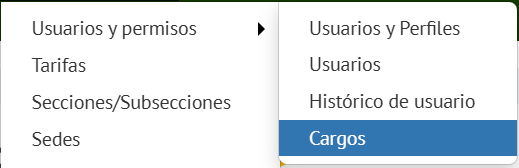 Usuarios y permisos
Tarifas
Secciones/Subsecciones
Sedes
Usuarios y Perfiles
Usuarios
Histórico de usuario
Cargos